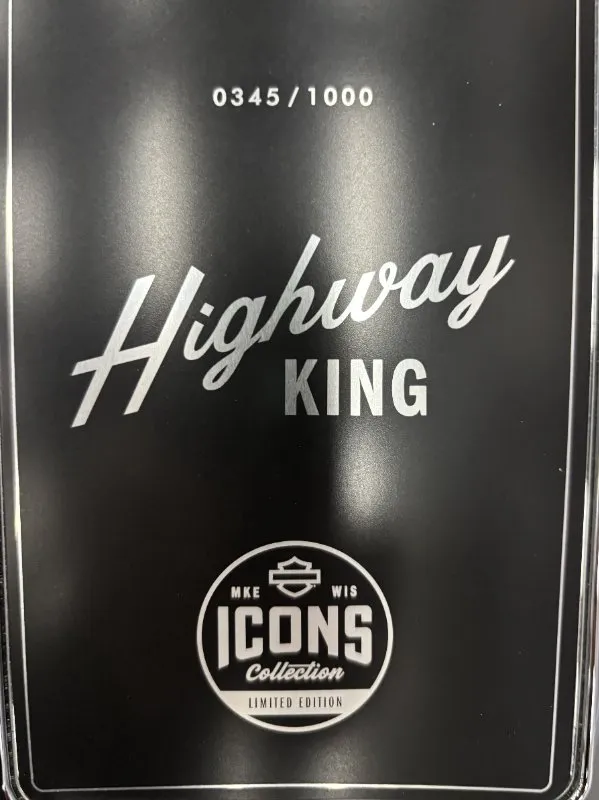 0345/1000
Highway
KING
MKE WIS
ICONS
Collection
LIMITED EDITION